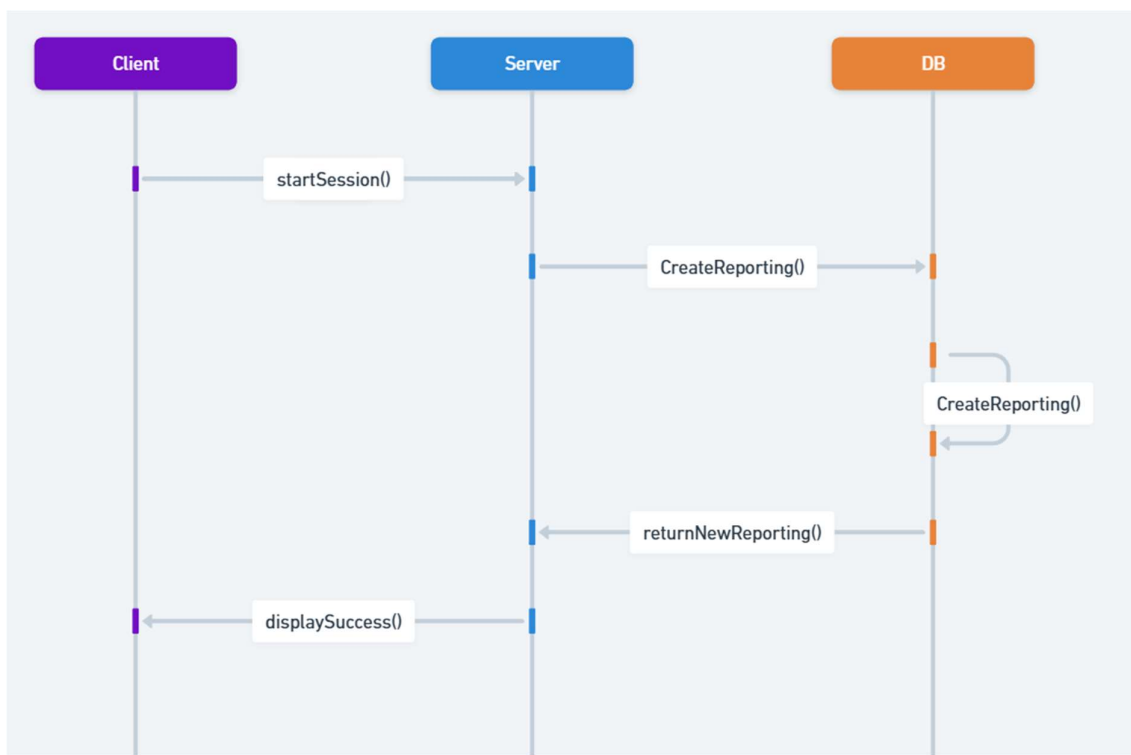 Client
Server
DB
startSession()
CreateReporting()
CreateReporting()
returnNewReporting()
displaySuccess()